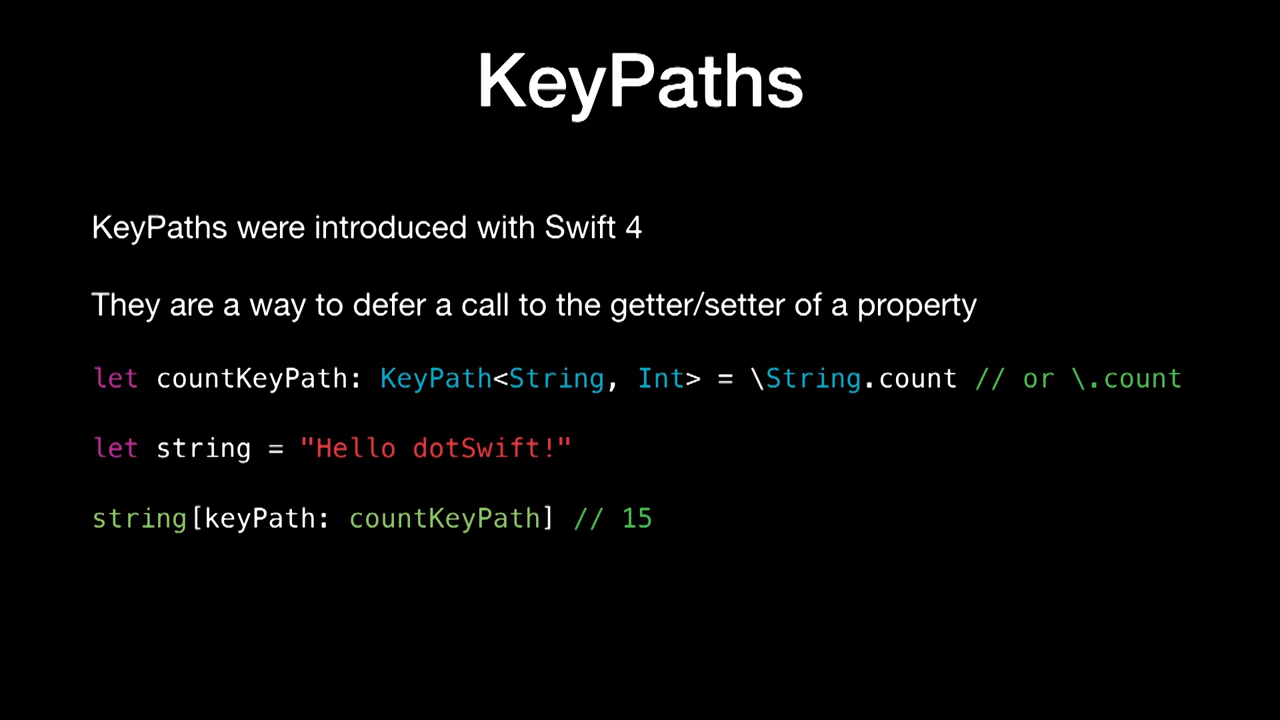 KeyPaths
KeyPaths were introduced with Swift 4
They are a way to defer a call to the getter/setter of a property
let countKeyPath: KeyPath<String, Int> = \String.count // or \.count
let string = "Hello dotSwift!"
string[keyPath: countKeyPath] // 15